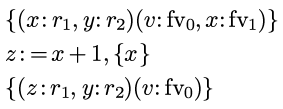 {(x: r₁, y: r₂)(v: fv₀, x: fv₁)}
z := x + 1, {x}
{(z: r₁, y: r₂)(v: fv₀)}